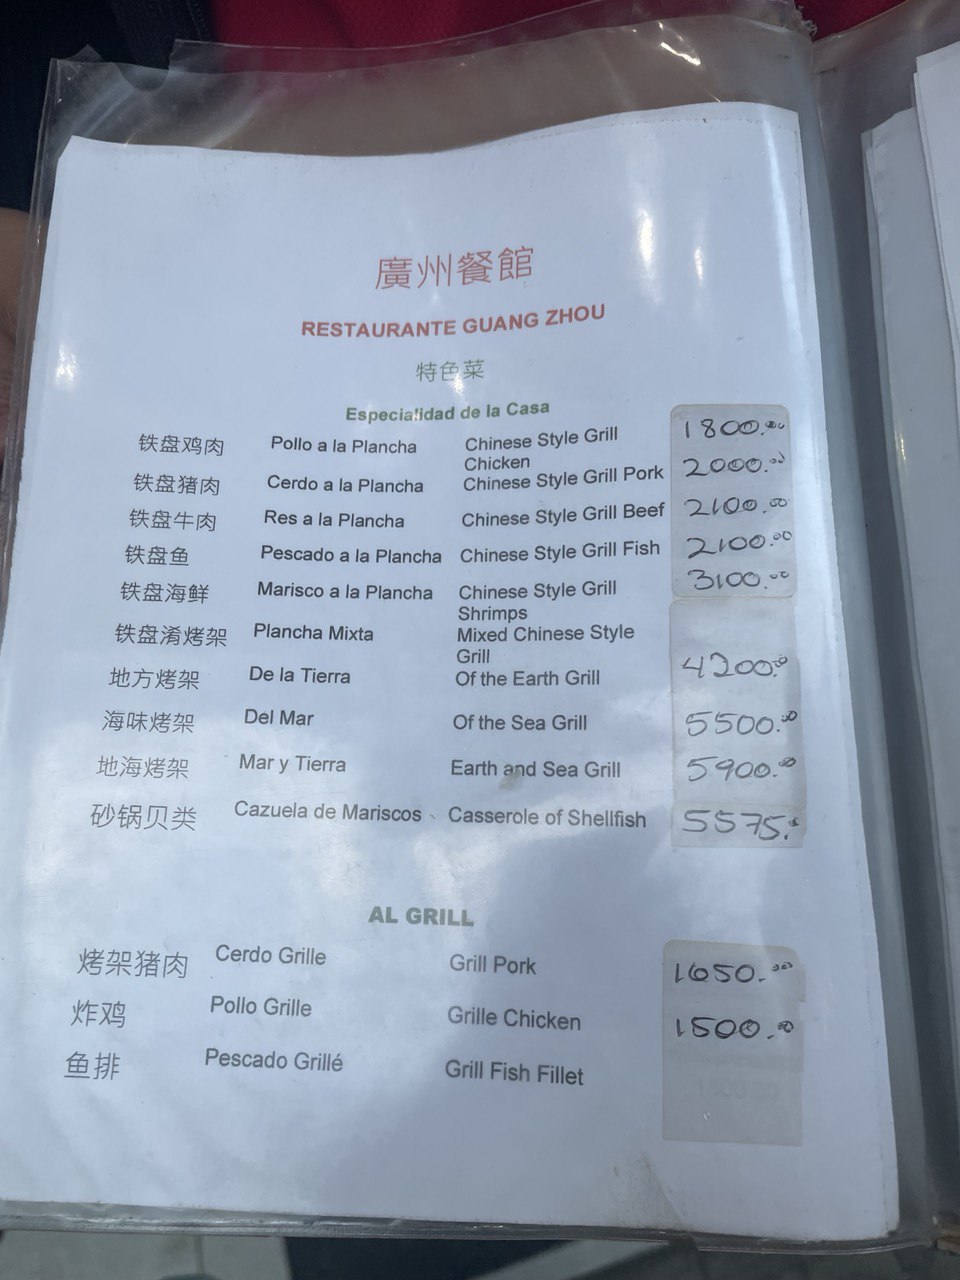 廣州餐館
RESTAURANTE GUANG ZHOU
特色菜
Especialidad de la Casa
铁盘鸡肉 Pollo a la Plancha Chinese Style Grill Chicken 1800.00
铁盘猪肉 Cerdo a la Plancha Chinese Style Grill Pork 2000.00
铁盘牛肉 Res a la Plancha Chinese Style Grill Beef 2100.00
铁盘鱼 Pescado a la Plancha Chinese Style Grill Fish 2100.00
铁盘海鲜 Marisco a la Plancha Chinese Style Grill Shrimps 3100.00
铁盘淆烤架 Plancha Mixta Mixed Chinese Style Grill
地方烤架 De la Tierra Of the Earth Grill 4200.00
海味烤架 Del Mar Of the Sea Grill 5500.00
地海烤架 Mar y Tierra Earth and Sea Grill 5900.00
砂锅贝类 Cazuela de Mariscos 、 Casserole of Shellfish 5575.
AL GRILL
烤架猪肉 Cerdo Grille Grill Pork 1650.00
炸鸡 Pollo Grille Grille Chicken 1500.00
鱼排 Pescado Grillé Grill Fish Fillet